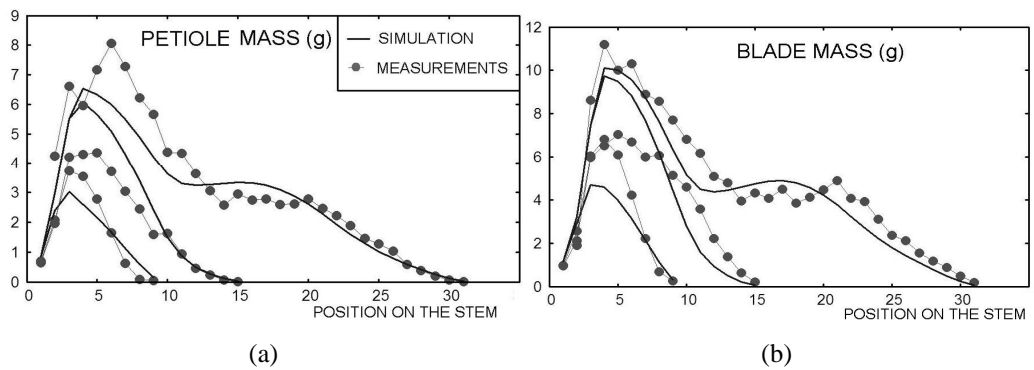 PETIOLE MASS (g)
SIMULATION
MEASUREMENTS
9
8
7
6
5
4
3
2
1
0
0 5 10 15 20 25 30
POSITION ON THE STEM
(a)
BLADE MASS (g)
12
10
8
6
4
2
0
0 5 10 15 20 25 30
POSITION ON THE STEM
(b)